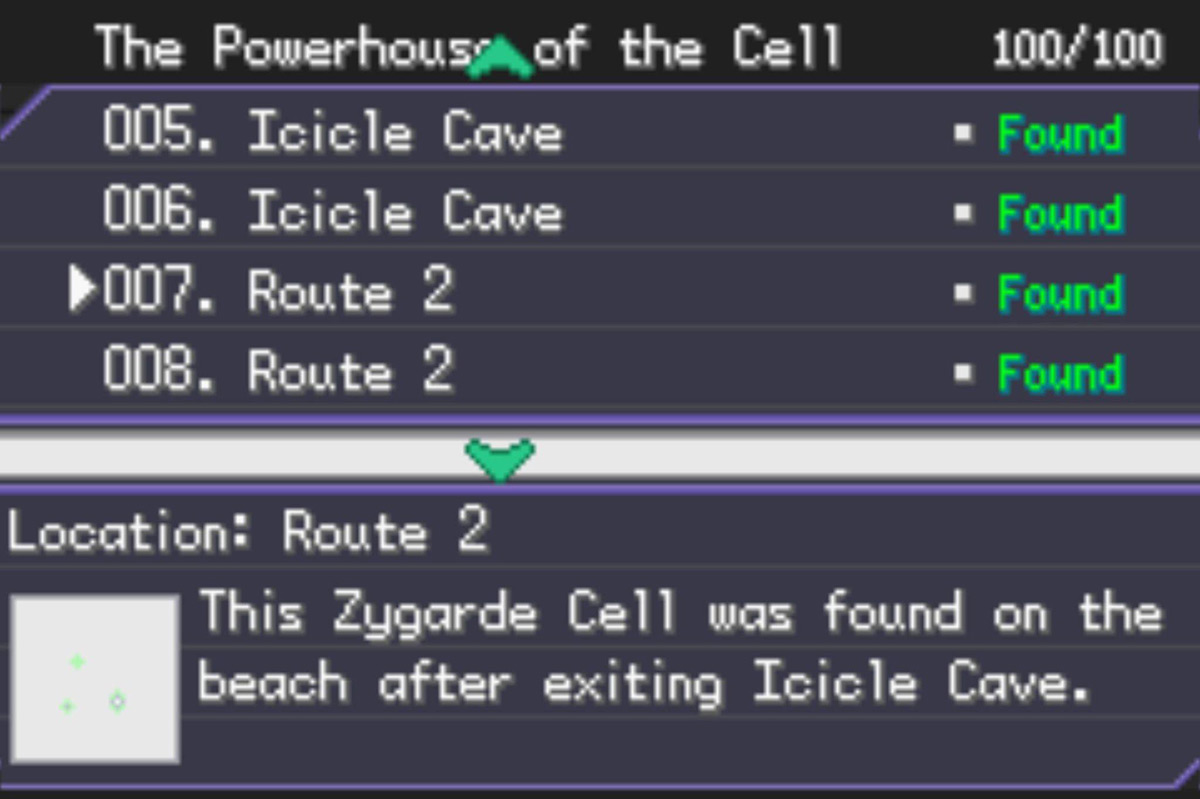 The Powerhouse of the Cell 100/100
005. Icicle Cave ▪ Found
006. Icicle Cave ▪ Found
007. Route 2 ▪ Found
008. Route 2 ▪ Found
Location: Route 2
This Zygarde Cell was found on the
beach after exiting Icicle Cave.